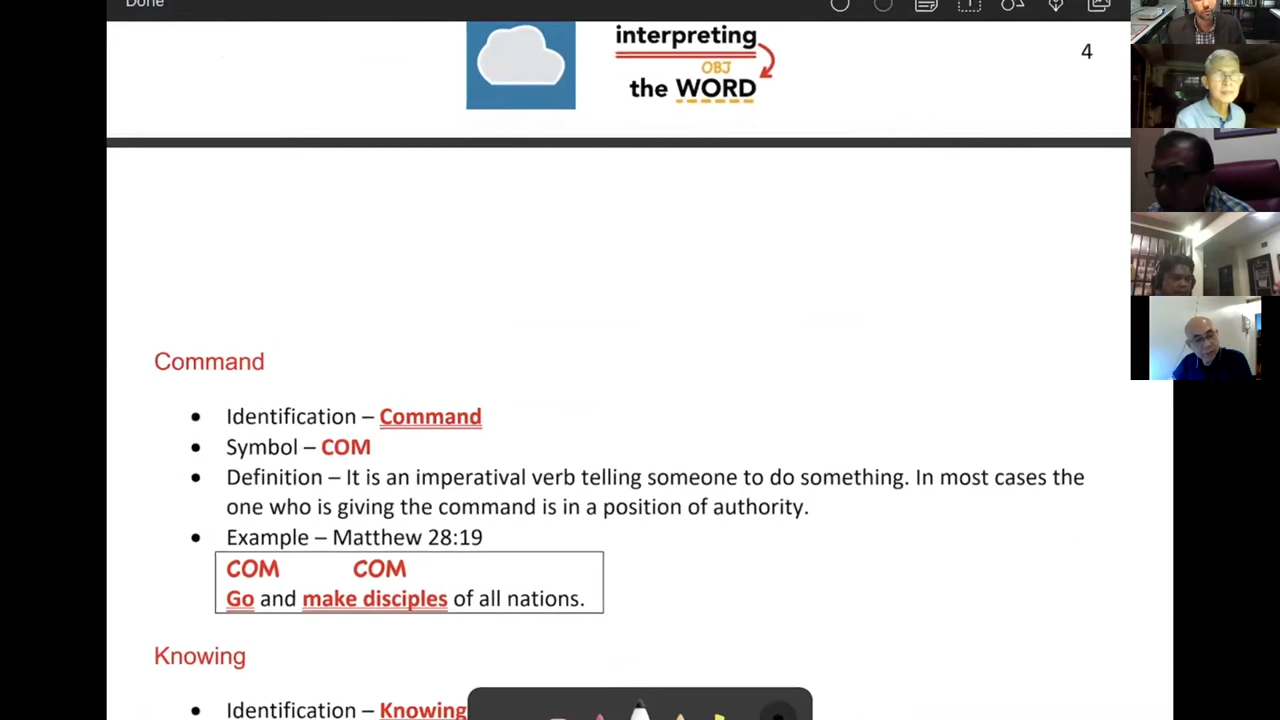 Done
interpreting
OBJ
the WORD
4
Command
• Identification – Command
• Symbol – COM
• Definition – It is an imperatival verb telling someone to do something. In most cases the
one who is giving the command is in a position of authority.
• Example – Matthew 28:19
COM COM
Go and make disciples of all nations.
Knowing
• Identification – Knowing